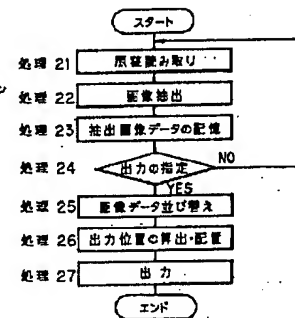 スタート
処理 21 原稿読み取り
処理 22 画像抽出
処理 23 抽出画像データの記憶
処理 24 出力の指定 NO
YES
処理 25 画像データ並び替え
処理 26 出力位置の算出・配置
処理 27 出力
エンド